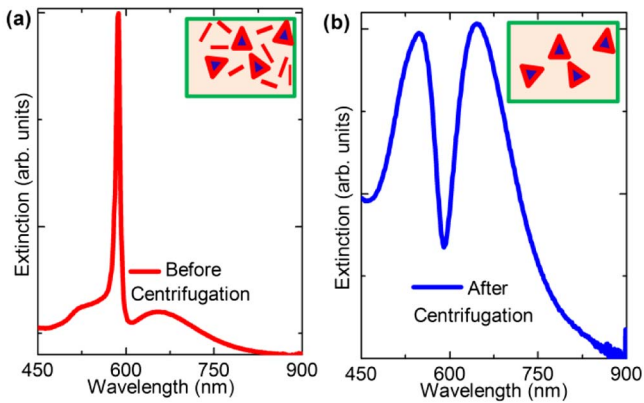 (a)
Extinction (arb. units)
Before
Centrifugation
450
600
750
900
Wavelength (nm)
(b)
Extinction (arb. units)
After
Centrifugation
450
600
750
900
Wavelength (nm)